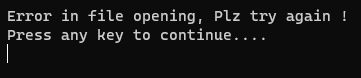 Error in file opening, Plz try again !
Press any key to continue....